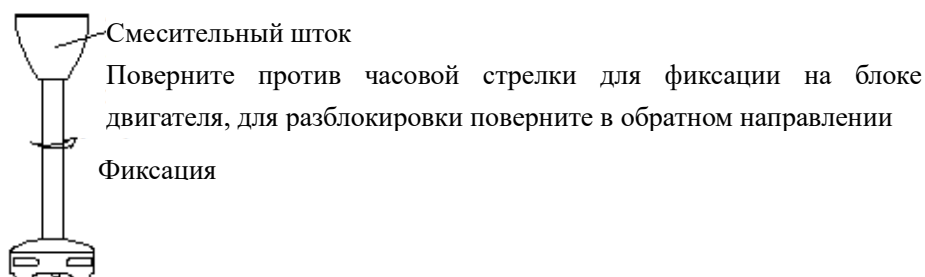 Смесительный шток
Поверните против часовой стрелки для фиксации на блоке
двигателя, для разблокировки поверните в обратном направлении
Фиксация